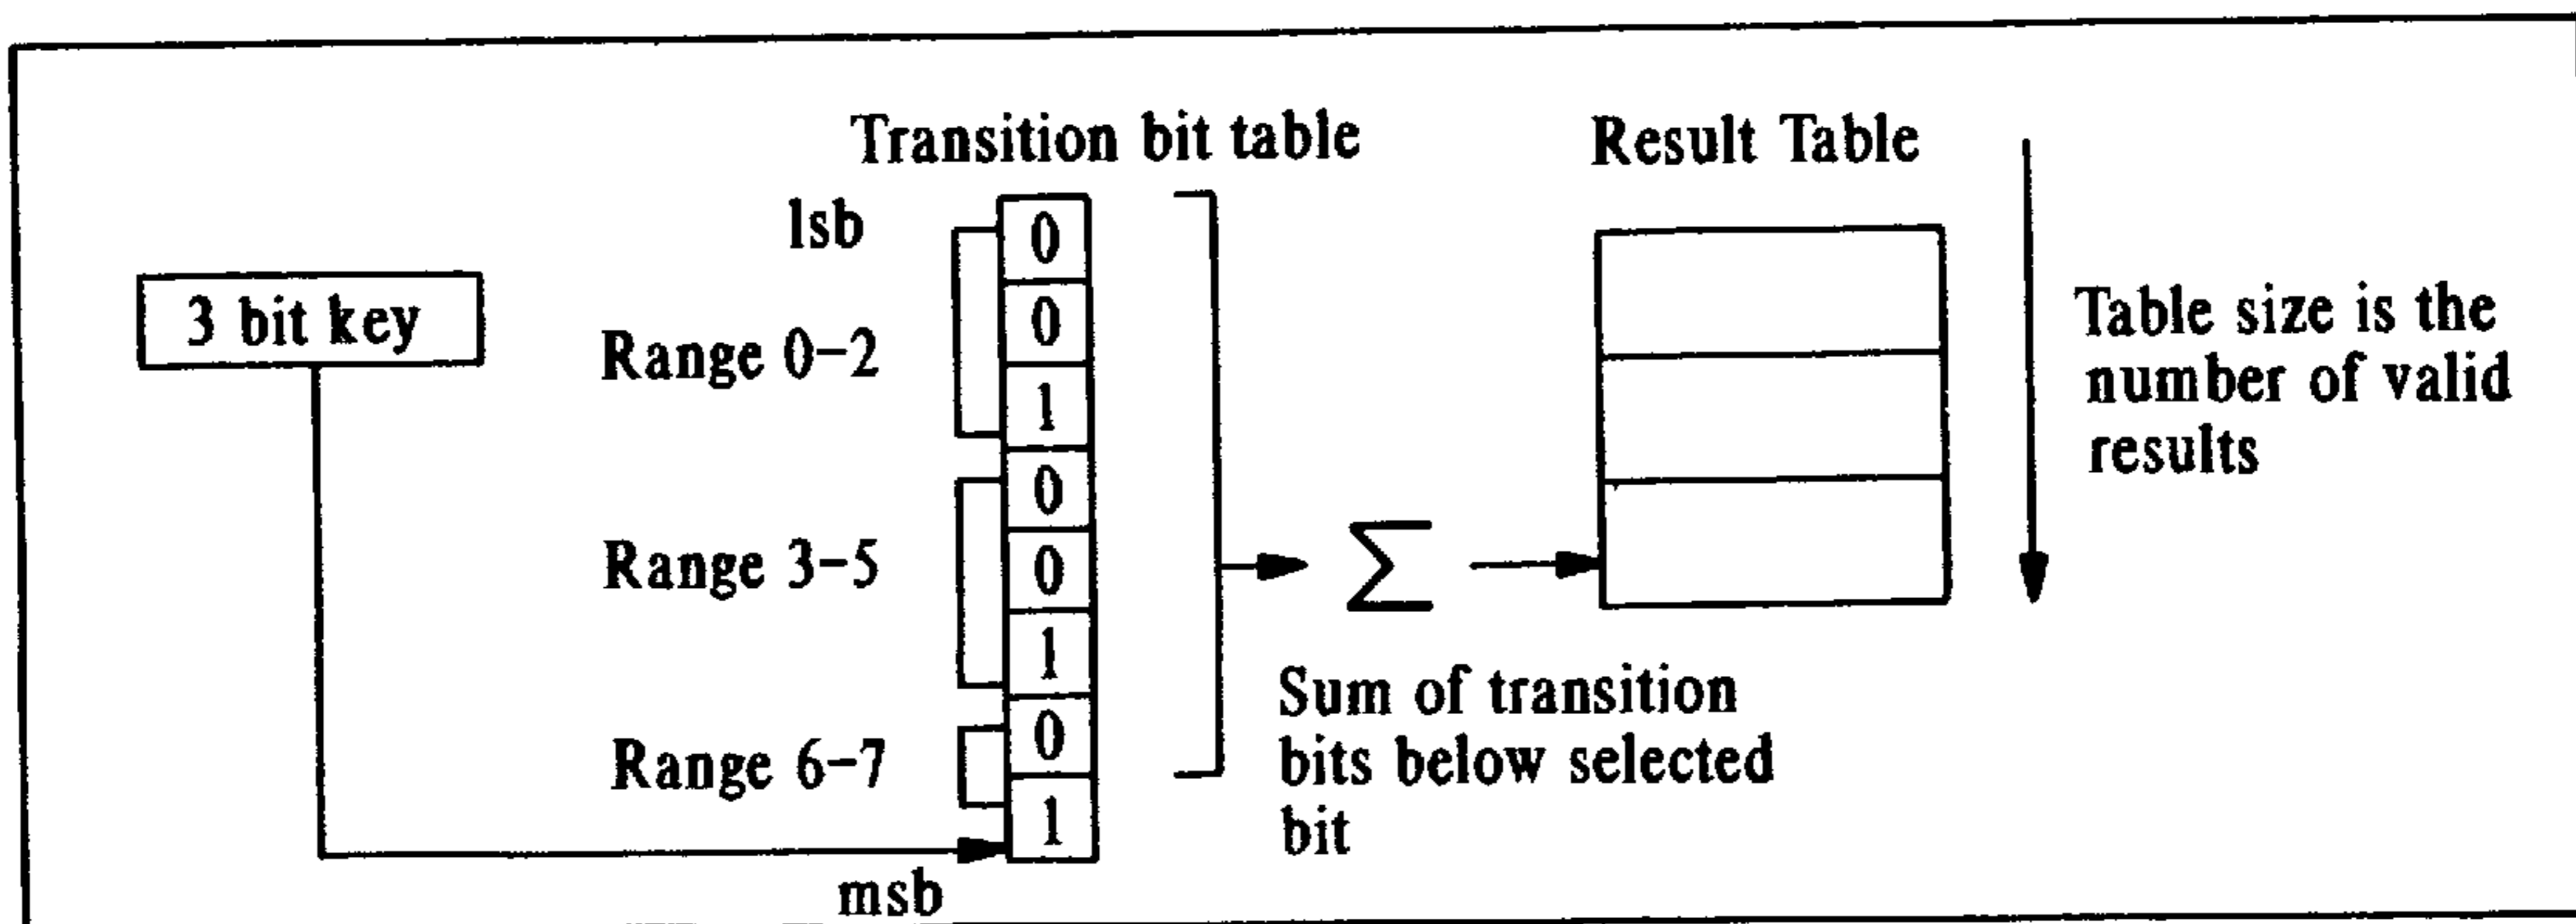 Transition bit table
Result Table
lsb
3 bit key
Range 0-2
Range 3-5
Range 6-7
msb
0
0
1
0
0
1
0
1
∑
Sum of transition
bits below selected
bit
Table size is the
number of valid
results